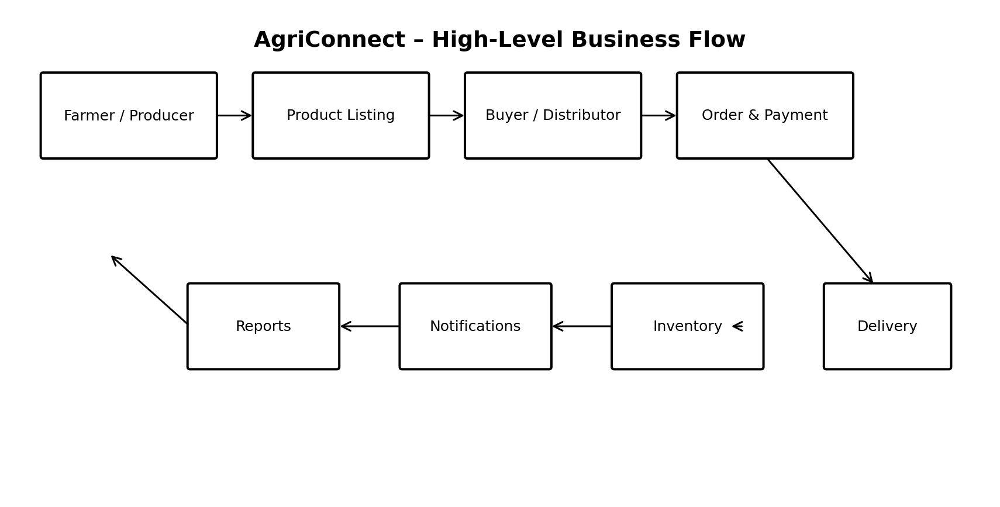 AgriConnect – High-Level Business Flow
Farmer / Producer
Product Listing
Buyer / Distributor
Order & Payment
Reports
Notifications
Inventory
Delivery